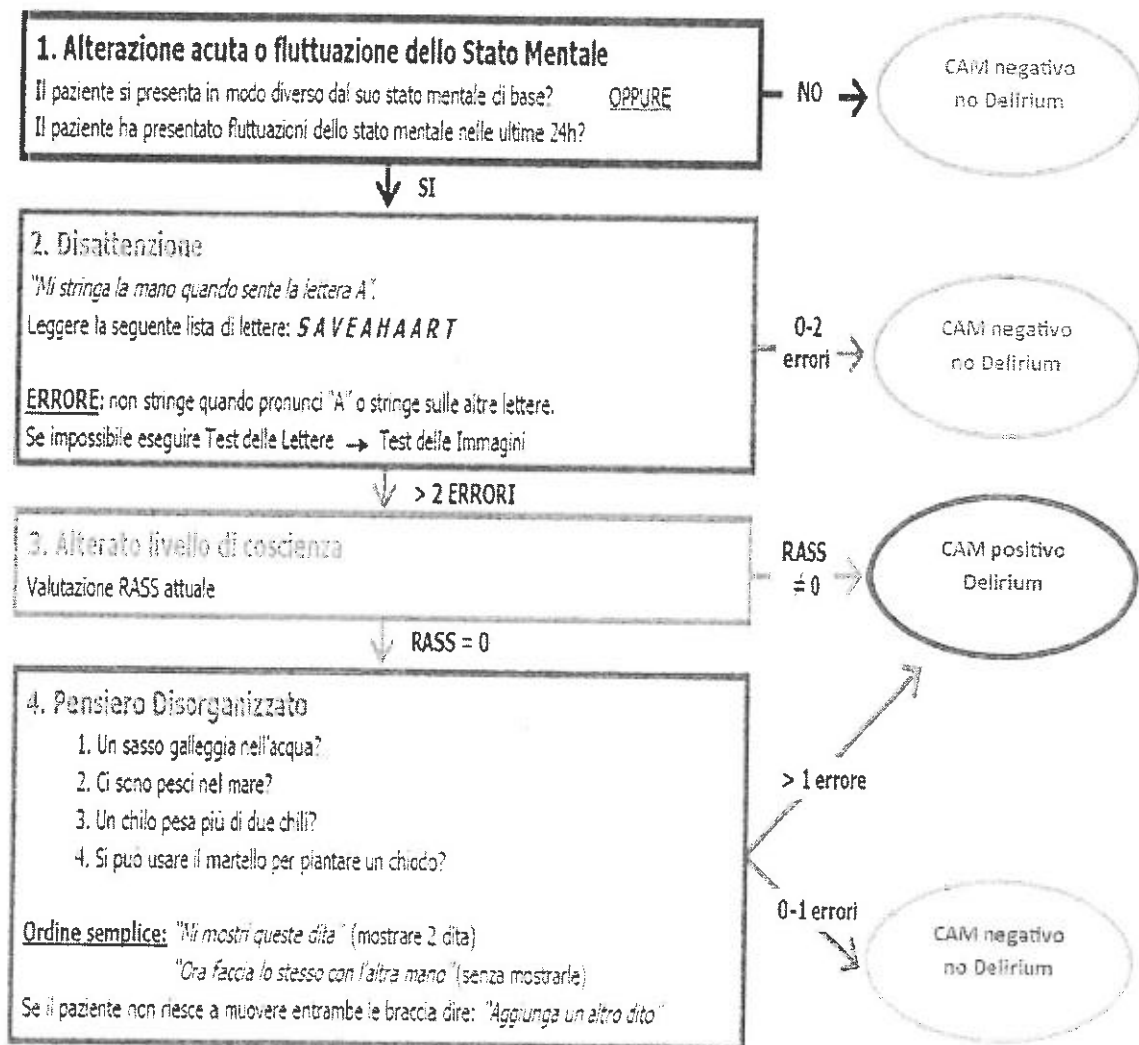 1. Alterazione acuta o fluttuazione dello Stato Mentale
Il paziente si presenta in modo diverso dal suo stato mentale di base? OPPURE
Il paziente ha presentato fluttuazioni dello stato mentale nelle ultime 24h?
NO
CAM negativo
no Delirium
SI
2. Disattenzione
"Mi stringa la mano quando sente la lettera A".
Leggere la seguente lista di lettere: S A V E A H A A R T
ERRORE: non stringe quando pronunci "A" o stringe sulle altre lettere.
Se impossibile eseguire Test delle Lettere → Test delle Immagini
0-2
errori
CAM negativo
no Delirium
> 2 ERRORI
3. Alterato livello di coscienza
Valutazione RASS attuale
RASS
≠ 0
CAM positivo
Delirium
RASS = 0
4. Pensiero Disorganizzato
1. Un sasso galleggia nell'acqua?
2. Ci sono pesci nel mare?
3. Un chilo pesa più di due chili?
4. Si può usare il martello per piantare un chiodo?
Ordine semplice: "Mi mostri queste dita" (mostrare 2 dita)
"Ora faccia lo stesso con l'altra mano" (senza mostrarle)
Se il paziente non riesce a muovere entrambe le braccia dire: "Aggiunga un altro dito"
> 1 errore
0-1 errori
CAM negativo
no Delirium